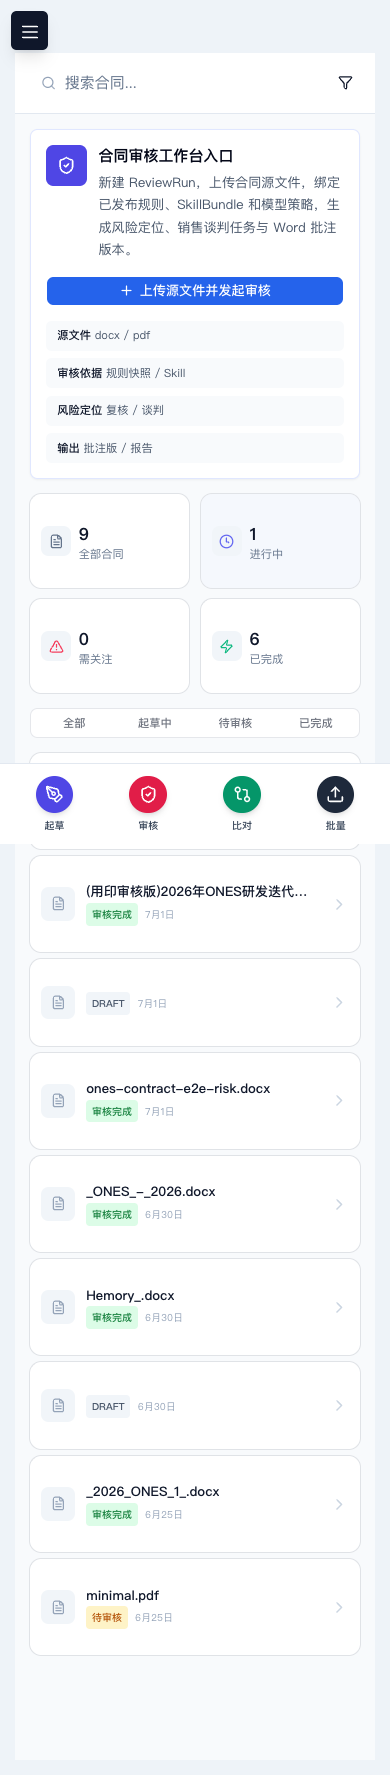 搜索合同...
合同审核工作台入口
新建 ReviewRun，上传合同源文件，绑定
已发布规则、SkillBundle 和模型策略，生
成风险定位、销售谈判任务与 Word 批注
版本。
上传源文件并发起审核
源文件 docx / pdf
审核依据 规则快照 / Skill
风险定位 复核 / 谈判
输出 批注版 / 报告
9
全部合同
1
进行中
0
需关注
6
已完成
全部 起草中 待审核 已完成
起草 审核 比对 批量
(用印审核版)2026年ONES研发迭代...
审核完成 7月1日
DRAFT 7月1日
ones-contract-e2e-risk.docx
审核完成 7月1日
_ONES_-_2026.docx
审核完成 6月30日
Hemory_.docx
审核完成 6月30日
DRAFT 6月30日
_2026_ONES_1_.docx
审核完成 6月25日
minimal.pdf
待审核 6月25日